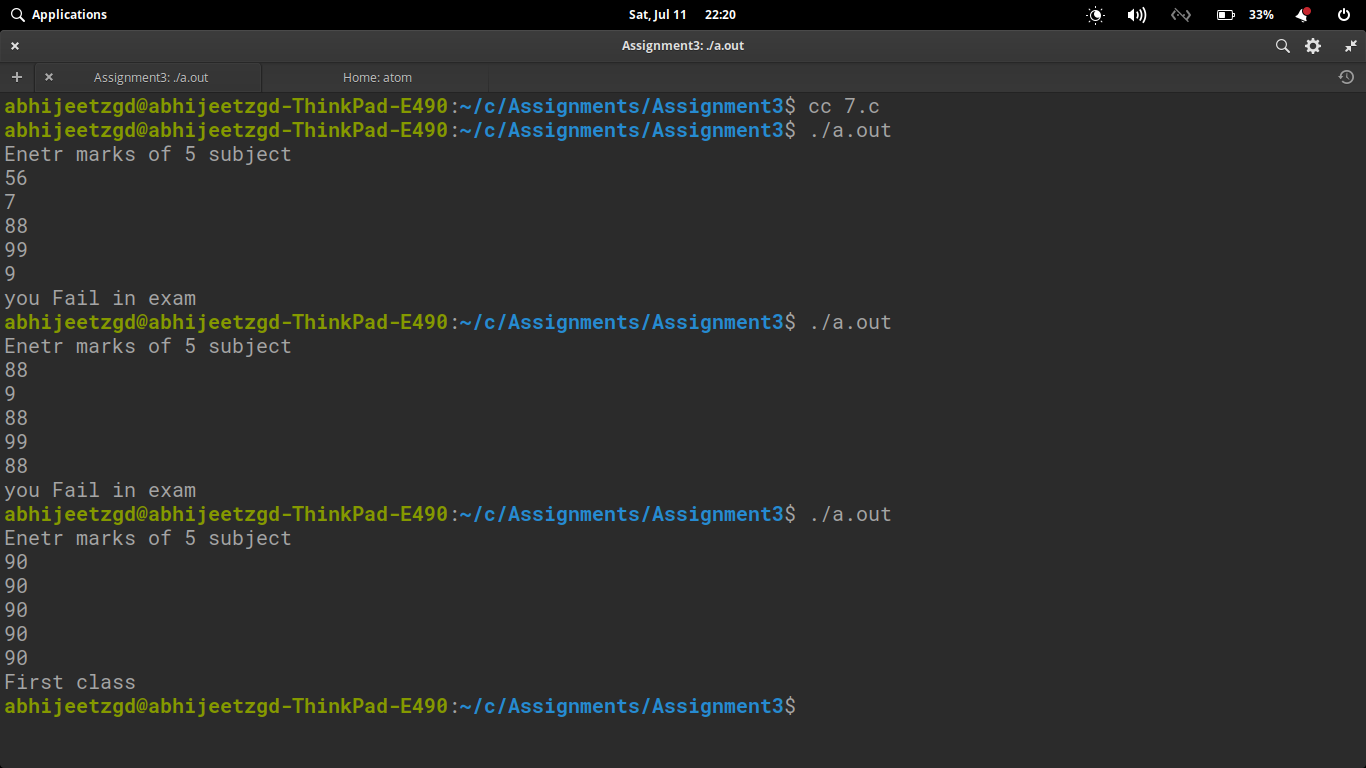 Applications
Sat, Jul 11 22:20
33%
Assignment3: ./a.out
Assignment3: ./a.out
Home: atom
abhijeetzgd@abhijeetzgd-ThinkPad-E490:~/c/Assignments/Assignment3$ cc 7.c
abhijeetzgd@abhijeetzgd-ThinkPad-E490:~/c/Assignments/Assignment3$ ./a.out
Enetr marks of 5 subject
56
7
88
99
9
you Fail in exam
abhijeetzgd@abhijeetzgd-ThinkPad-E490:~/c/Assignments/Assignment3$ ./a.out
Enetr marks of 5 subject
88
9
88
99
88
you Fail in exam
abhijeetzgd@abhijeetzgd-ThinkPad-E490:~/c/Assignments/Assignment3$ ./a.out
Enetr marks of 5 subject
90
90
90
90
90
First class
abhijeetzgd@abhijeetzgd-ThinkPad-E490:~/c/Assignments/Assignment3$